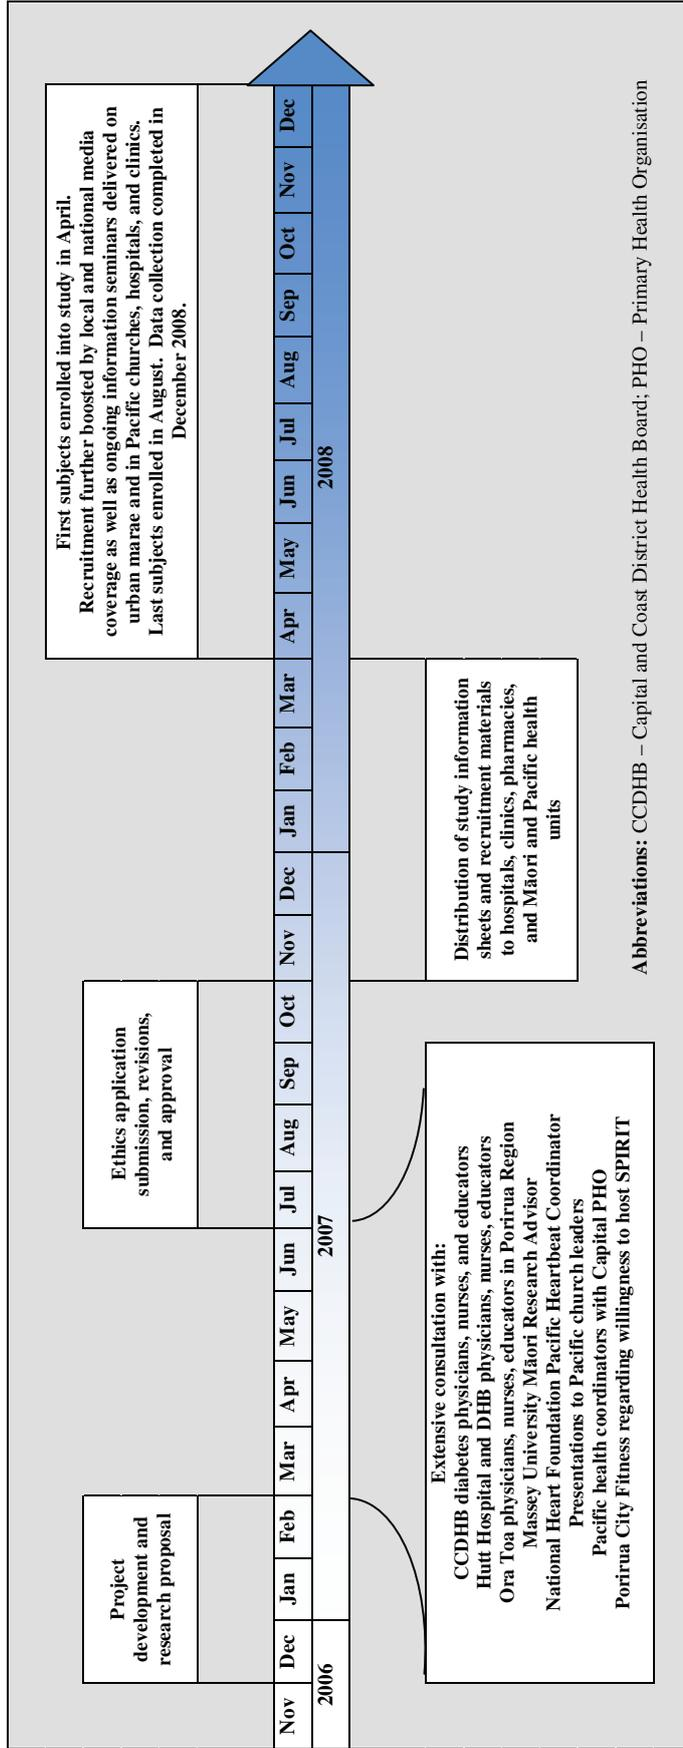 Project
development and
research proposal
Ethics application
submission, revisions,
and approval
First subjects enrolled into study in April.
Recruitment further boosted by local and national media
coverage as well as ongoing information seminars delivered on
urban marae and in Pacific churches, hospitals, and clinics.
Last subjects enrolled in August. Data collection completed in
December 2008.
Nov Dec Jan Feb Mar Apr May Jun Jul Aug Sep Oct Nov Dec Jan Feb Mar Apr May Jun Jul Aug Sep Oct Nov Dec
2006 2007 2008
Extensive consultation with:
CCDHB diabetes physicians, nurses, and educators
Hutt Hospital and DHB physicians, nurses, educators
Ora Toa physicians, nurses, educators in Porirua Region
Massey University Māori Research Advisor
National Heart Foundation Pacific Heartbeat Coordinator
Presentations to Pacific church leaders
Pacific health coordinators with Capital PHO
Porirua City Fitness regarding willingness to host SPIRIT
Distribution of study information
sheets and recruitment materials
to hospitals, clinics, pharmacies,
and Māori and Pacific health
units
Abbreviations: CCDHB – Capital and Coast District Health Board; PHO – Primary Health Organisation